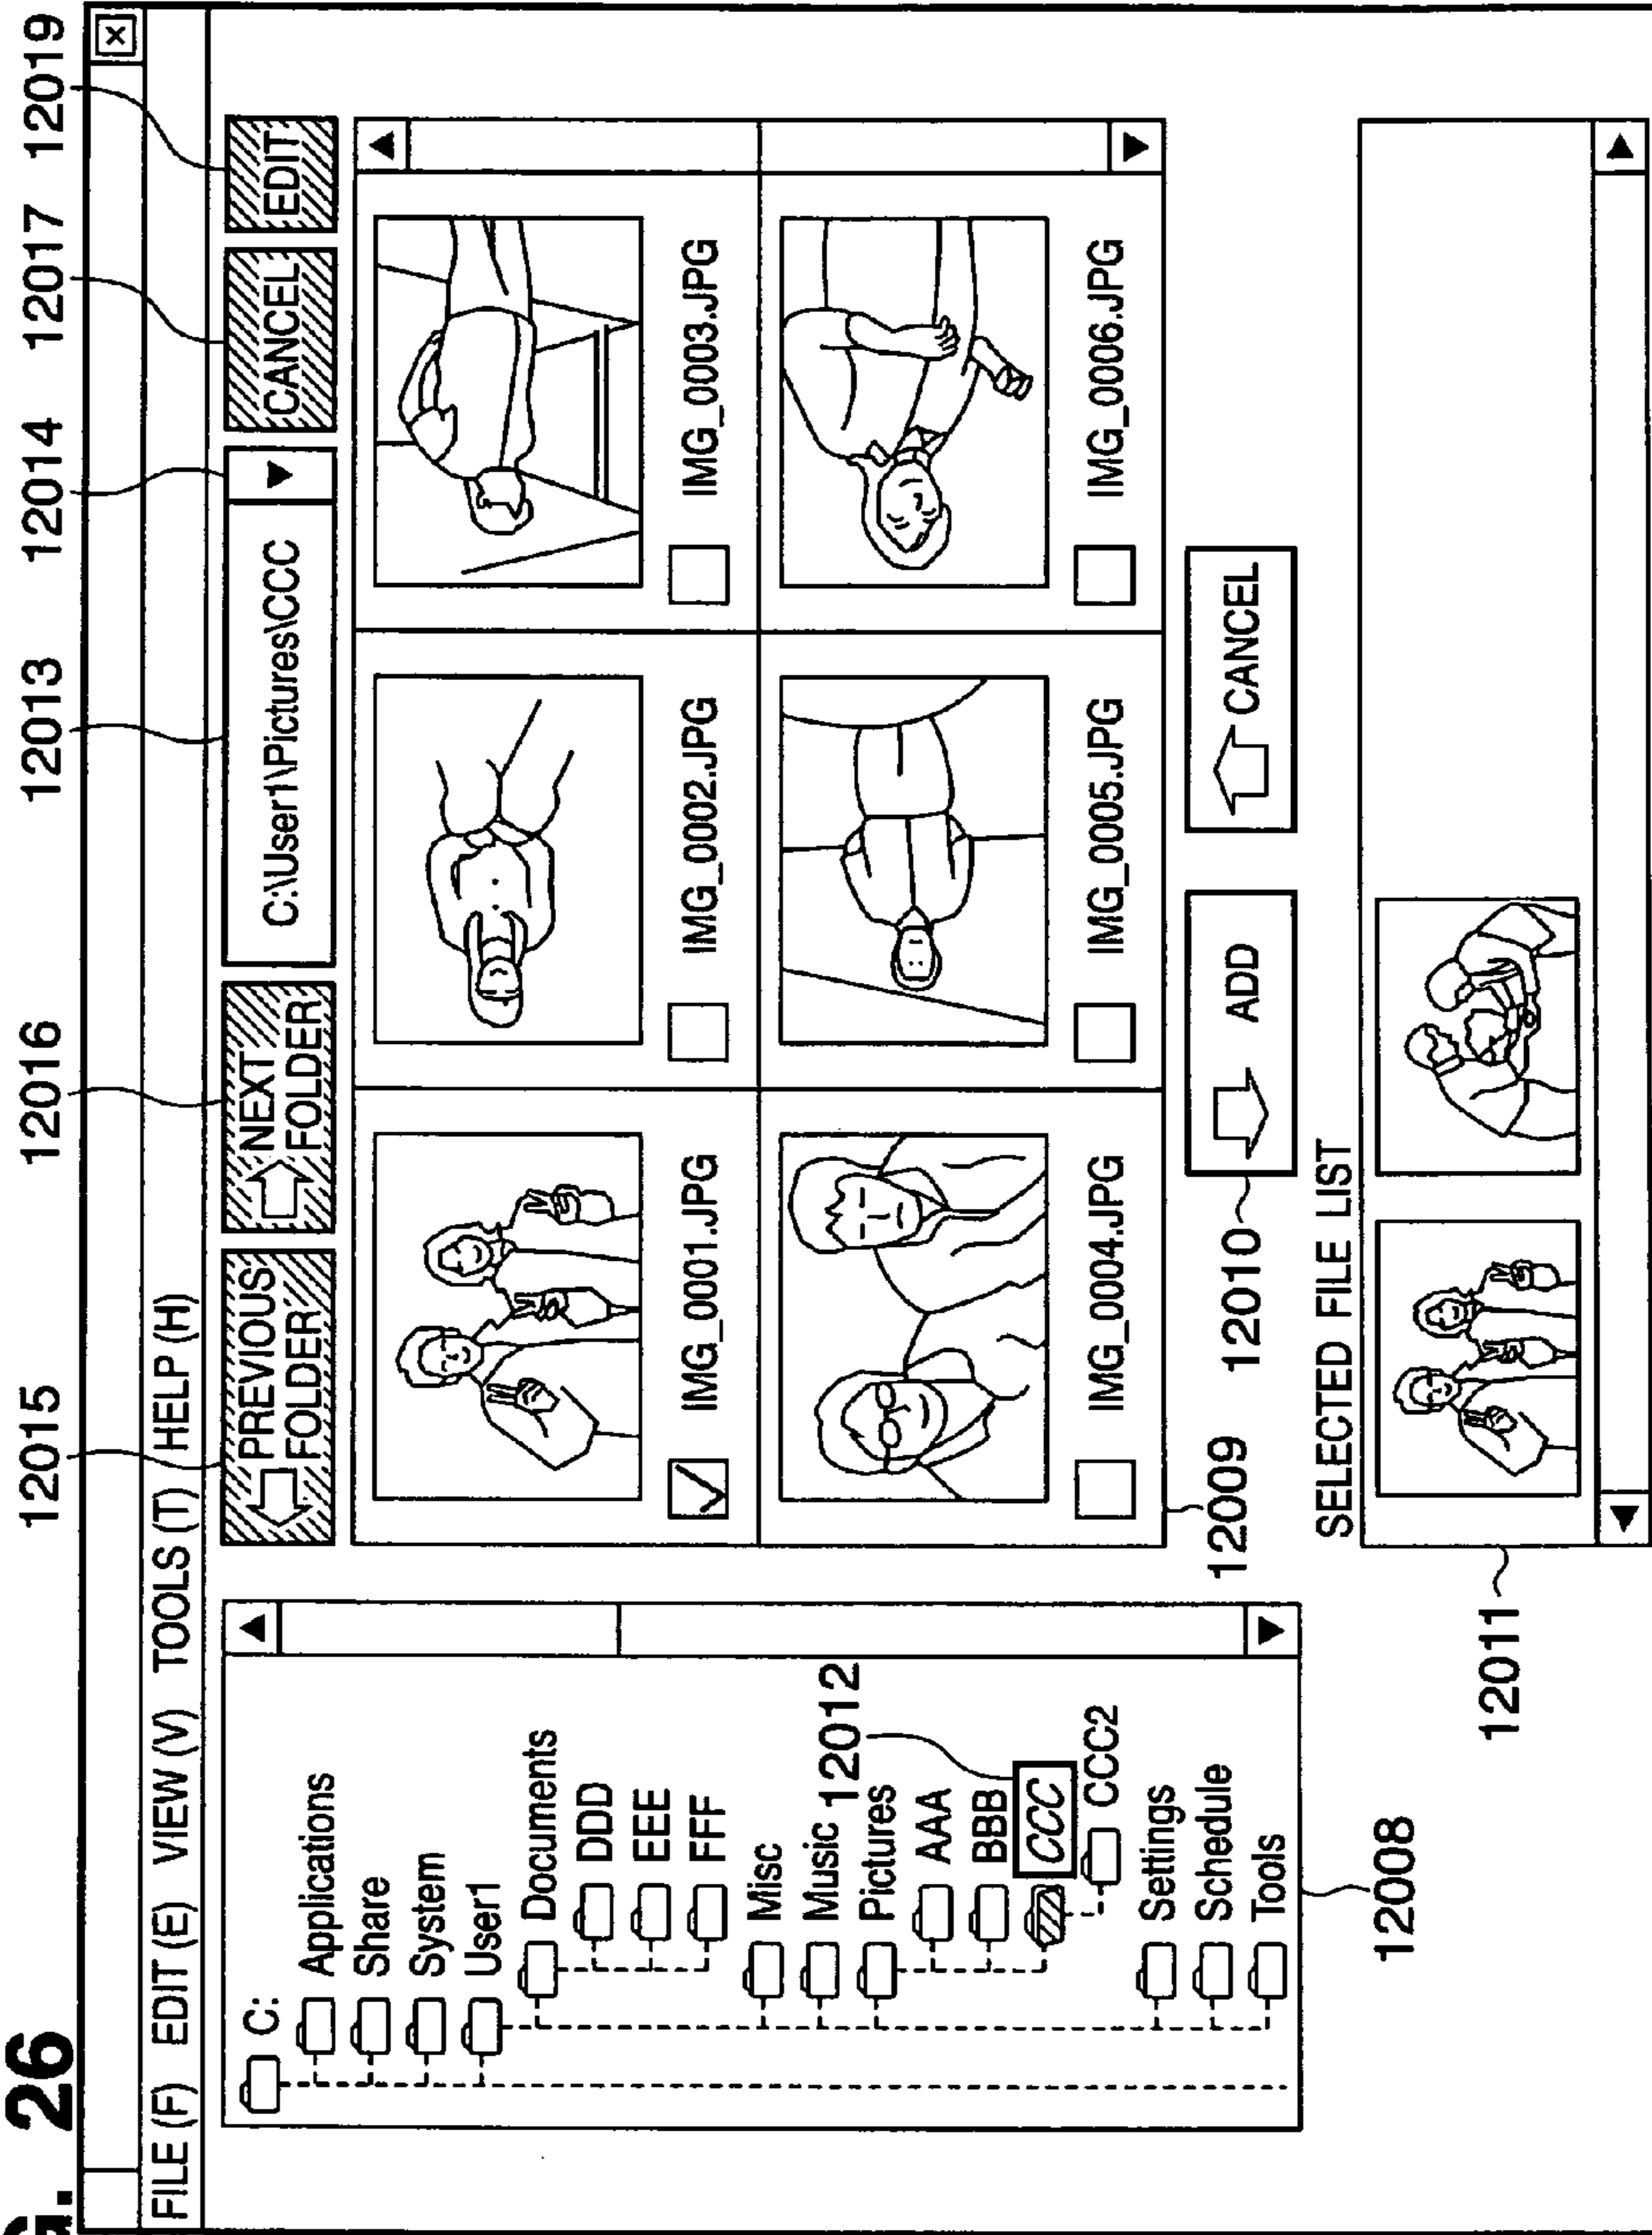 G. 26
12015 12016 12013 12014 12017 12019
FILE (F) EDIT (E) VIEW (V) TOOLS (T) HELP (H)
C:
Applications
Share
System
User1
Documents
DDD
EEE
FFF
Misc
Music
Pictures
12012
AAA
BBB
CCC
CCC2
Settings
Schedule
Tools
12008
PREVIOUS
FOLDER
NEXT
FOLDER
C:\User1\Pictures\CCC
CANCEL
EDIT
IMG_0001.JPG
IMG_0002.JPG
IMG_0003.JPG
IMG_0004.JPG
IMG_0005.JPG
IMG_0006.JPG
12009
12010
ADD
CANCEL
SELECTED FILE LIST
12011